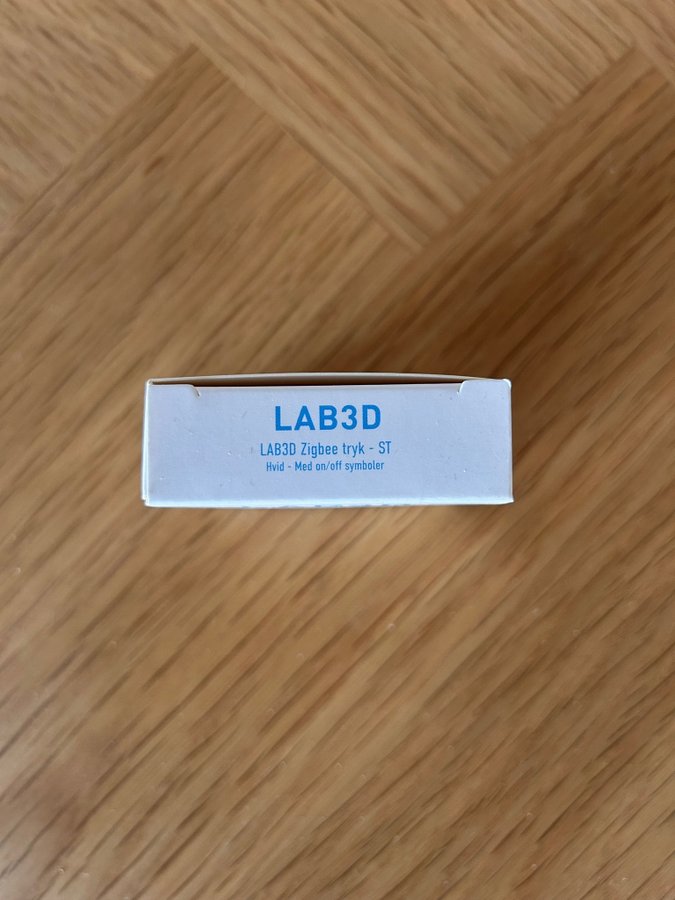 LAB3D
LAB3D Zigbee tryk - ST
Hvid - Med on/off symboler